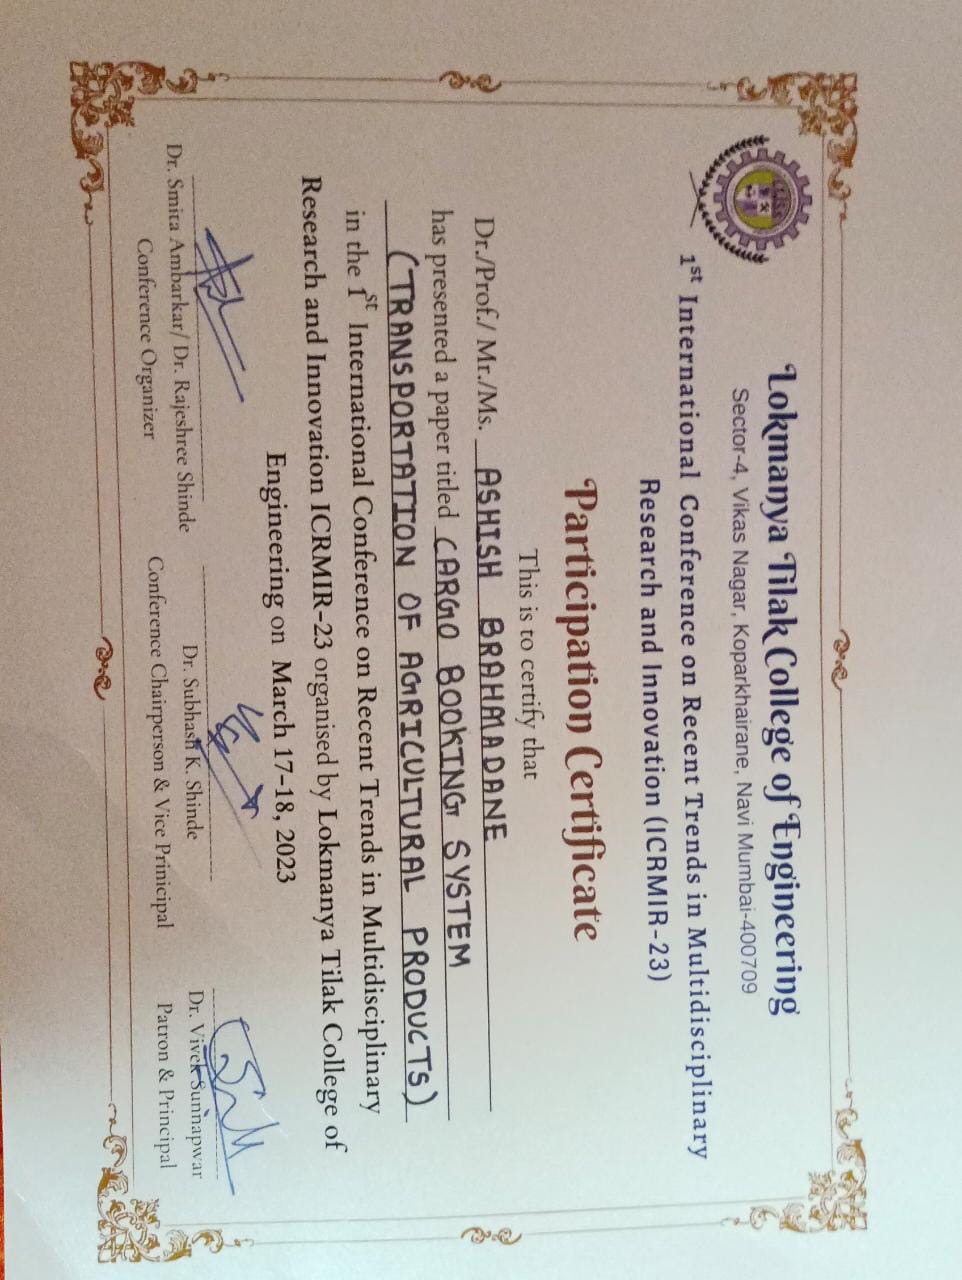 Lokmanya Tilak College of Engineering
Sector-4, Vikas Nagar, Koparkhairane, Navi Mumbai-400709
1st International Conference on Recent Trends in Multidisciplinary
Research and Innovation (ICRMIR-23)
Participation Certificate
This is to certify that
Dr./Prof./ Mr./Ms. ASHISH BRAHMADANE
has presented a paper titled CARGO BOOKING SYSTEM
(TRANSPORTATION OF AGRICULTURAL PRODUCTS)
in the 1st International Conference on Recent Trends in Multidisciplinary
Research and Innovation ICRMIR-23 organised by Lokmanya Tilak College of
Engineering on March 17-18, 2023
Dr. Smita Ambarkar/ Dr. Rajeshree Shinde
Conference Organizer
Dr. Subhash K. Shinde
Conference Chairperson & Vice Prinicipal
Dr. Vivek Sunnapwar
Patron & Principal